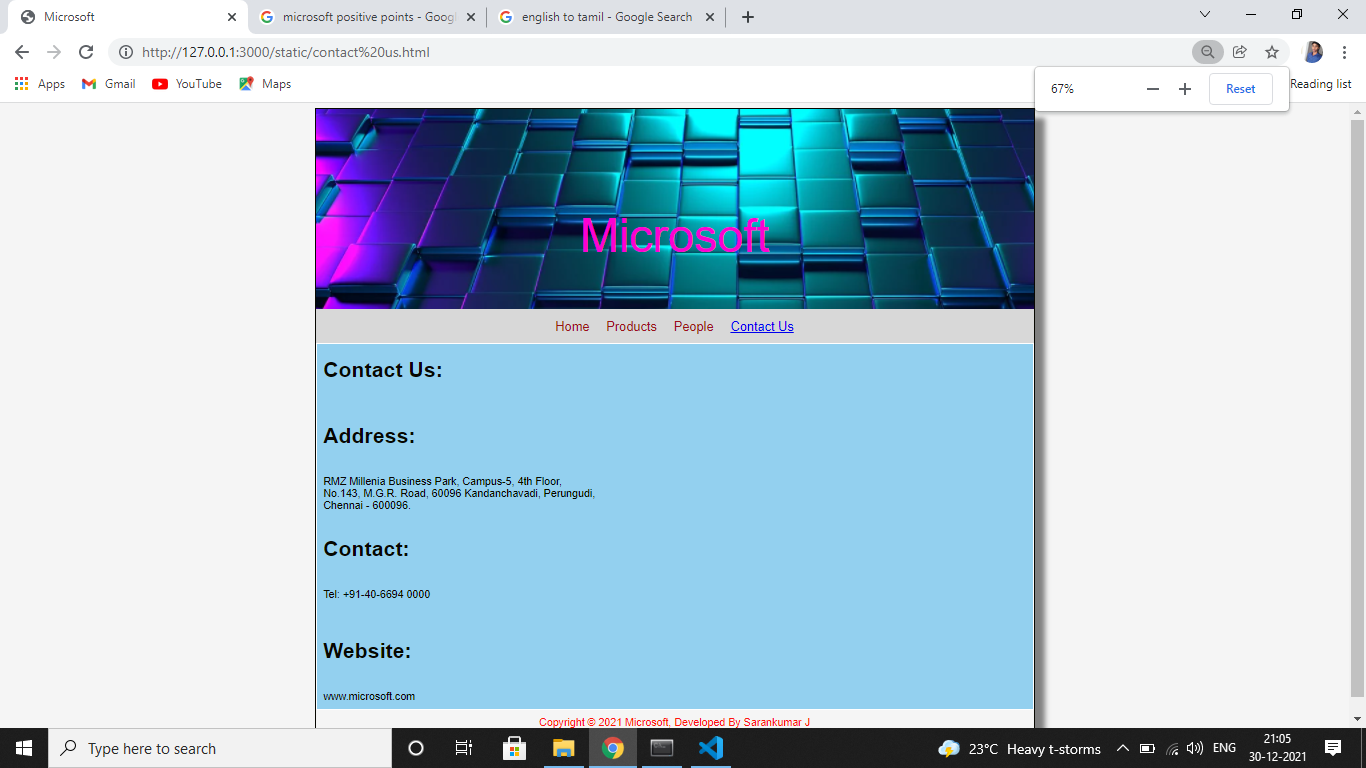 Microsoft
microsoft positive points - Goog
english to tamil - Google Search
http://127.0.0.1:3000/static/contact%20us.html
Apps
Gmail
YouTube
Maps
67%
Reset
Reading list
Microsoft
Home Products People Contact Us
Contact Us:
Address:
RMZ Millenia Business Park, Campus-5, 4th Floor,
No.143, M.G.R. Road, 60096 Kandanchavadi, Perungudi,
Chennai - 600096.
Contact:
Tel: +91-40-6694 0000
Website:
www.microsoft.com
Copyright © 2021 Microsoft, Developed By Sarankumar J
Type here to search
23°C Heavy t-storms
ENG
21:05
30-12-2021